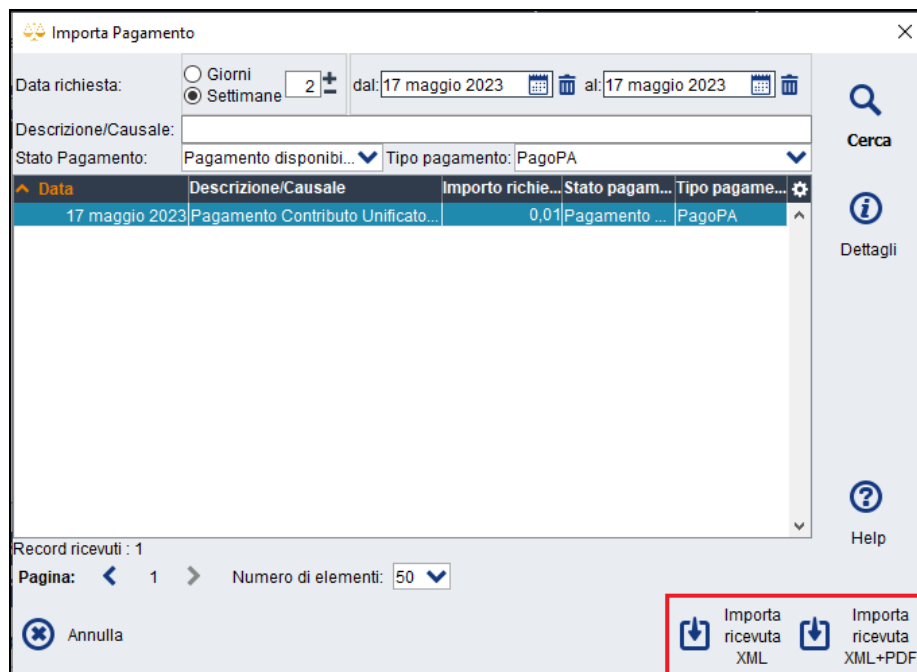 Importa Pagamento
Data richiesta:
Giorni
Settimane
2
dal: 17 maggio 2023
al: 17 maggio 2023
Cerca
Descrizione/Causale:
Stato Pagamento: Pagamento disponibi... Tipo pagamento: PagoPA
Data Descrizione/Causale Importo richie... Stato pagam... Tipo pagame...
17 maggio 2023 Pagamento Contributo Unificato... 0,01 Pagamento ... PagoPA
Dettagli
Help
Record ricevuti : 1
Pagina: 1 Numero di elementi: 50
Annulla
Importa
ricevuta
XML
Importa
ricevuta
XML+PDF